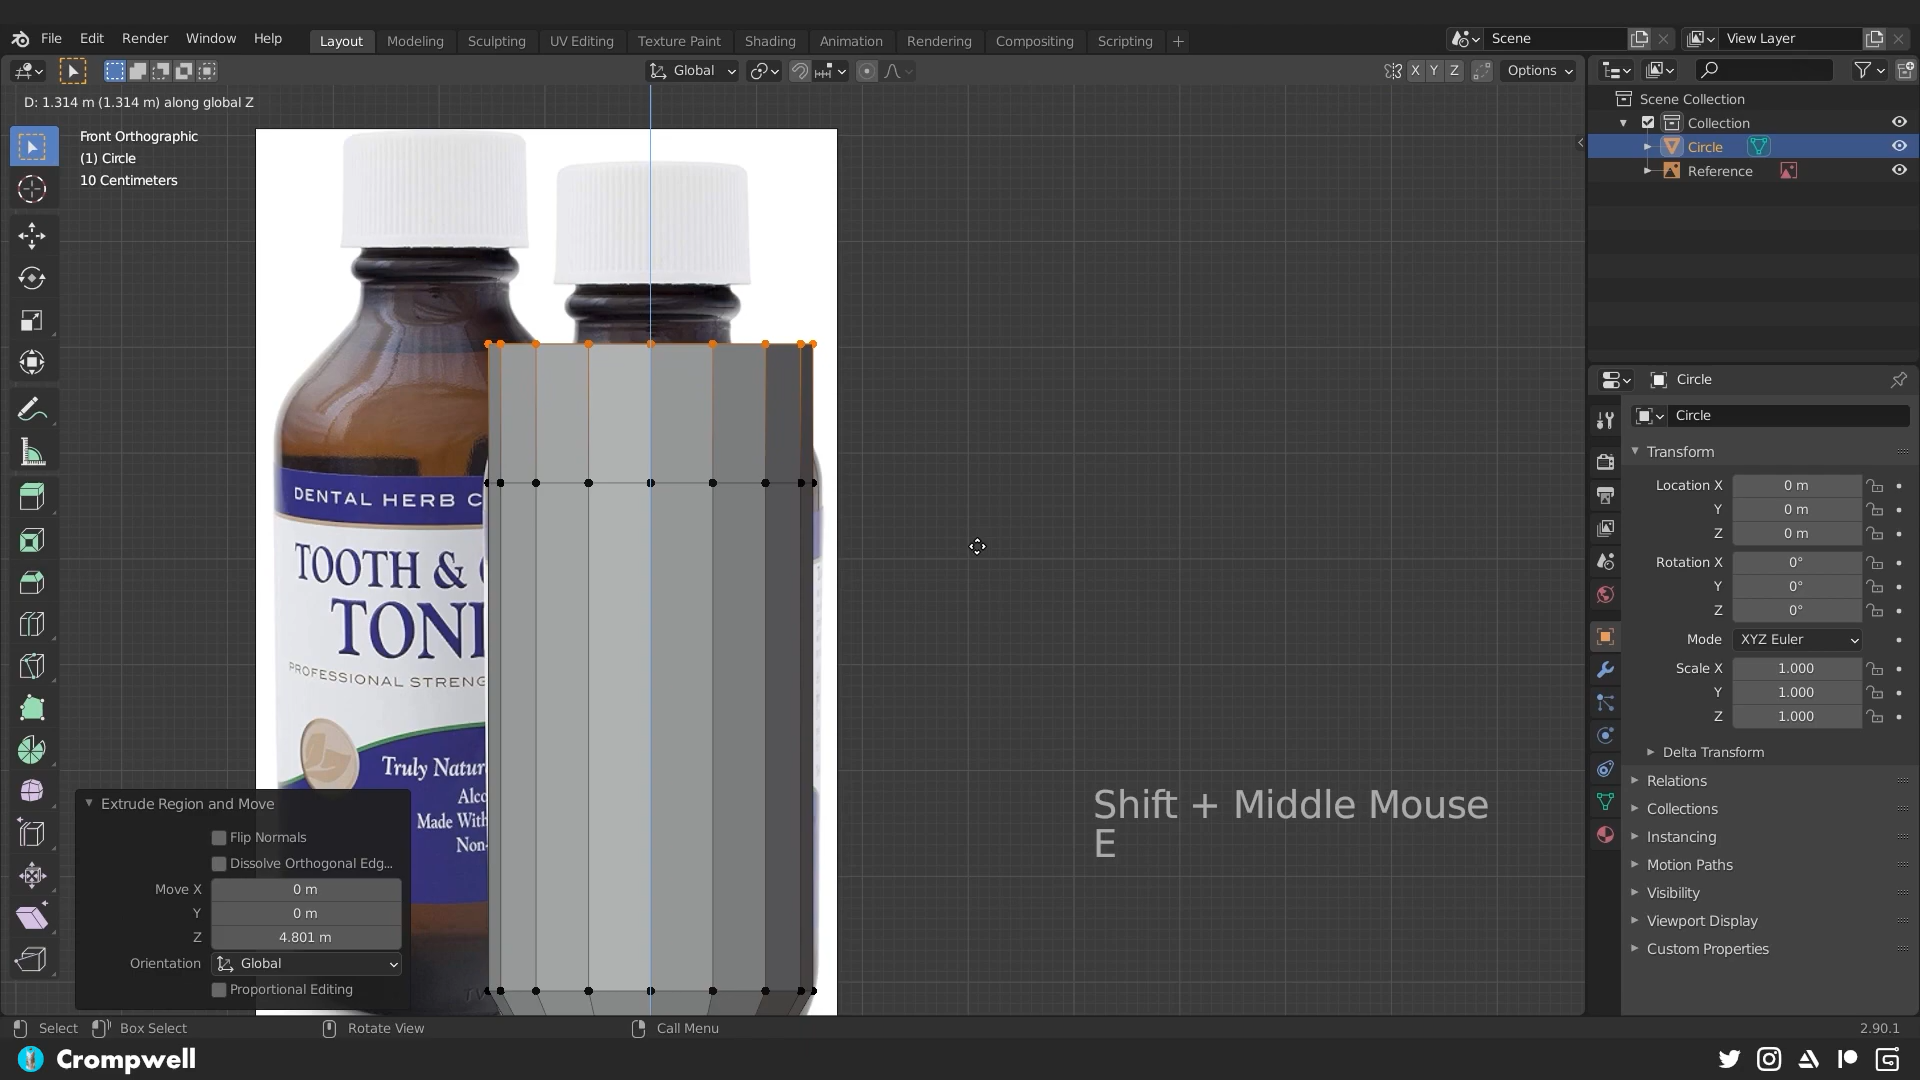 File Edit Render Window Help
Layout Modeling Sculpting UV Editing Texture Paint Shading Animation Rendering Compositing Scripting +
Scene
View Layer
Global
X Y Z
Options
D: 1.314 m (1.314 m) along global Z
Front Orthographic
(1) Circle
10 Centimeters
DENTAL HERB C
TOOTH & 
TONI
PROFESSIONAL STRENG
Truly Natur
Alco
Made With
Non-
Extrude Region and Move
Flip Normals
Dissolve Orthogonal Edg...
Move X 0 m
Y 0 m
Z 4.801 m
Orientation Global
Proportional Editing
Shift + Middle Mouse
E
Scene Collection
Collection
Circle
Reference
Circle
Circle
Transform
Location X 0 m
Y 0 m
Z 0 m
Rotation X 0°
Y 0°
Z 0°
Mode XYZ Euler
Scale X 1.000
Y 1.000
Z 1.000
Delta Transform
Relations
Collections
Instancing
Motion Paths
Visibility
Viewport Display
Custom Properties
Select Box Select Rotate View Call Menu 2.90.1
Crompwell